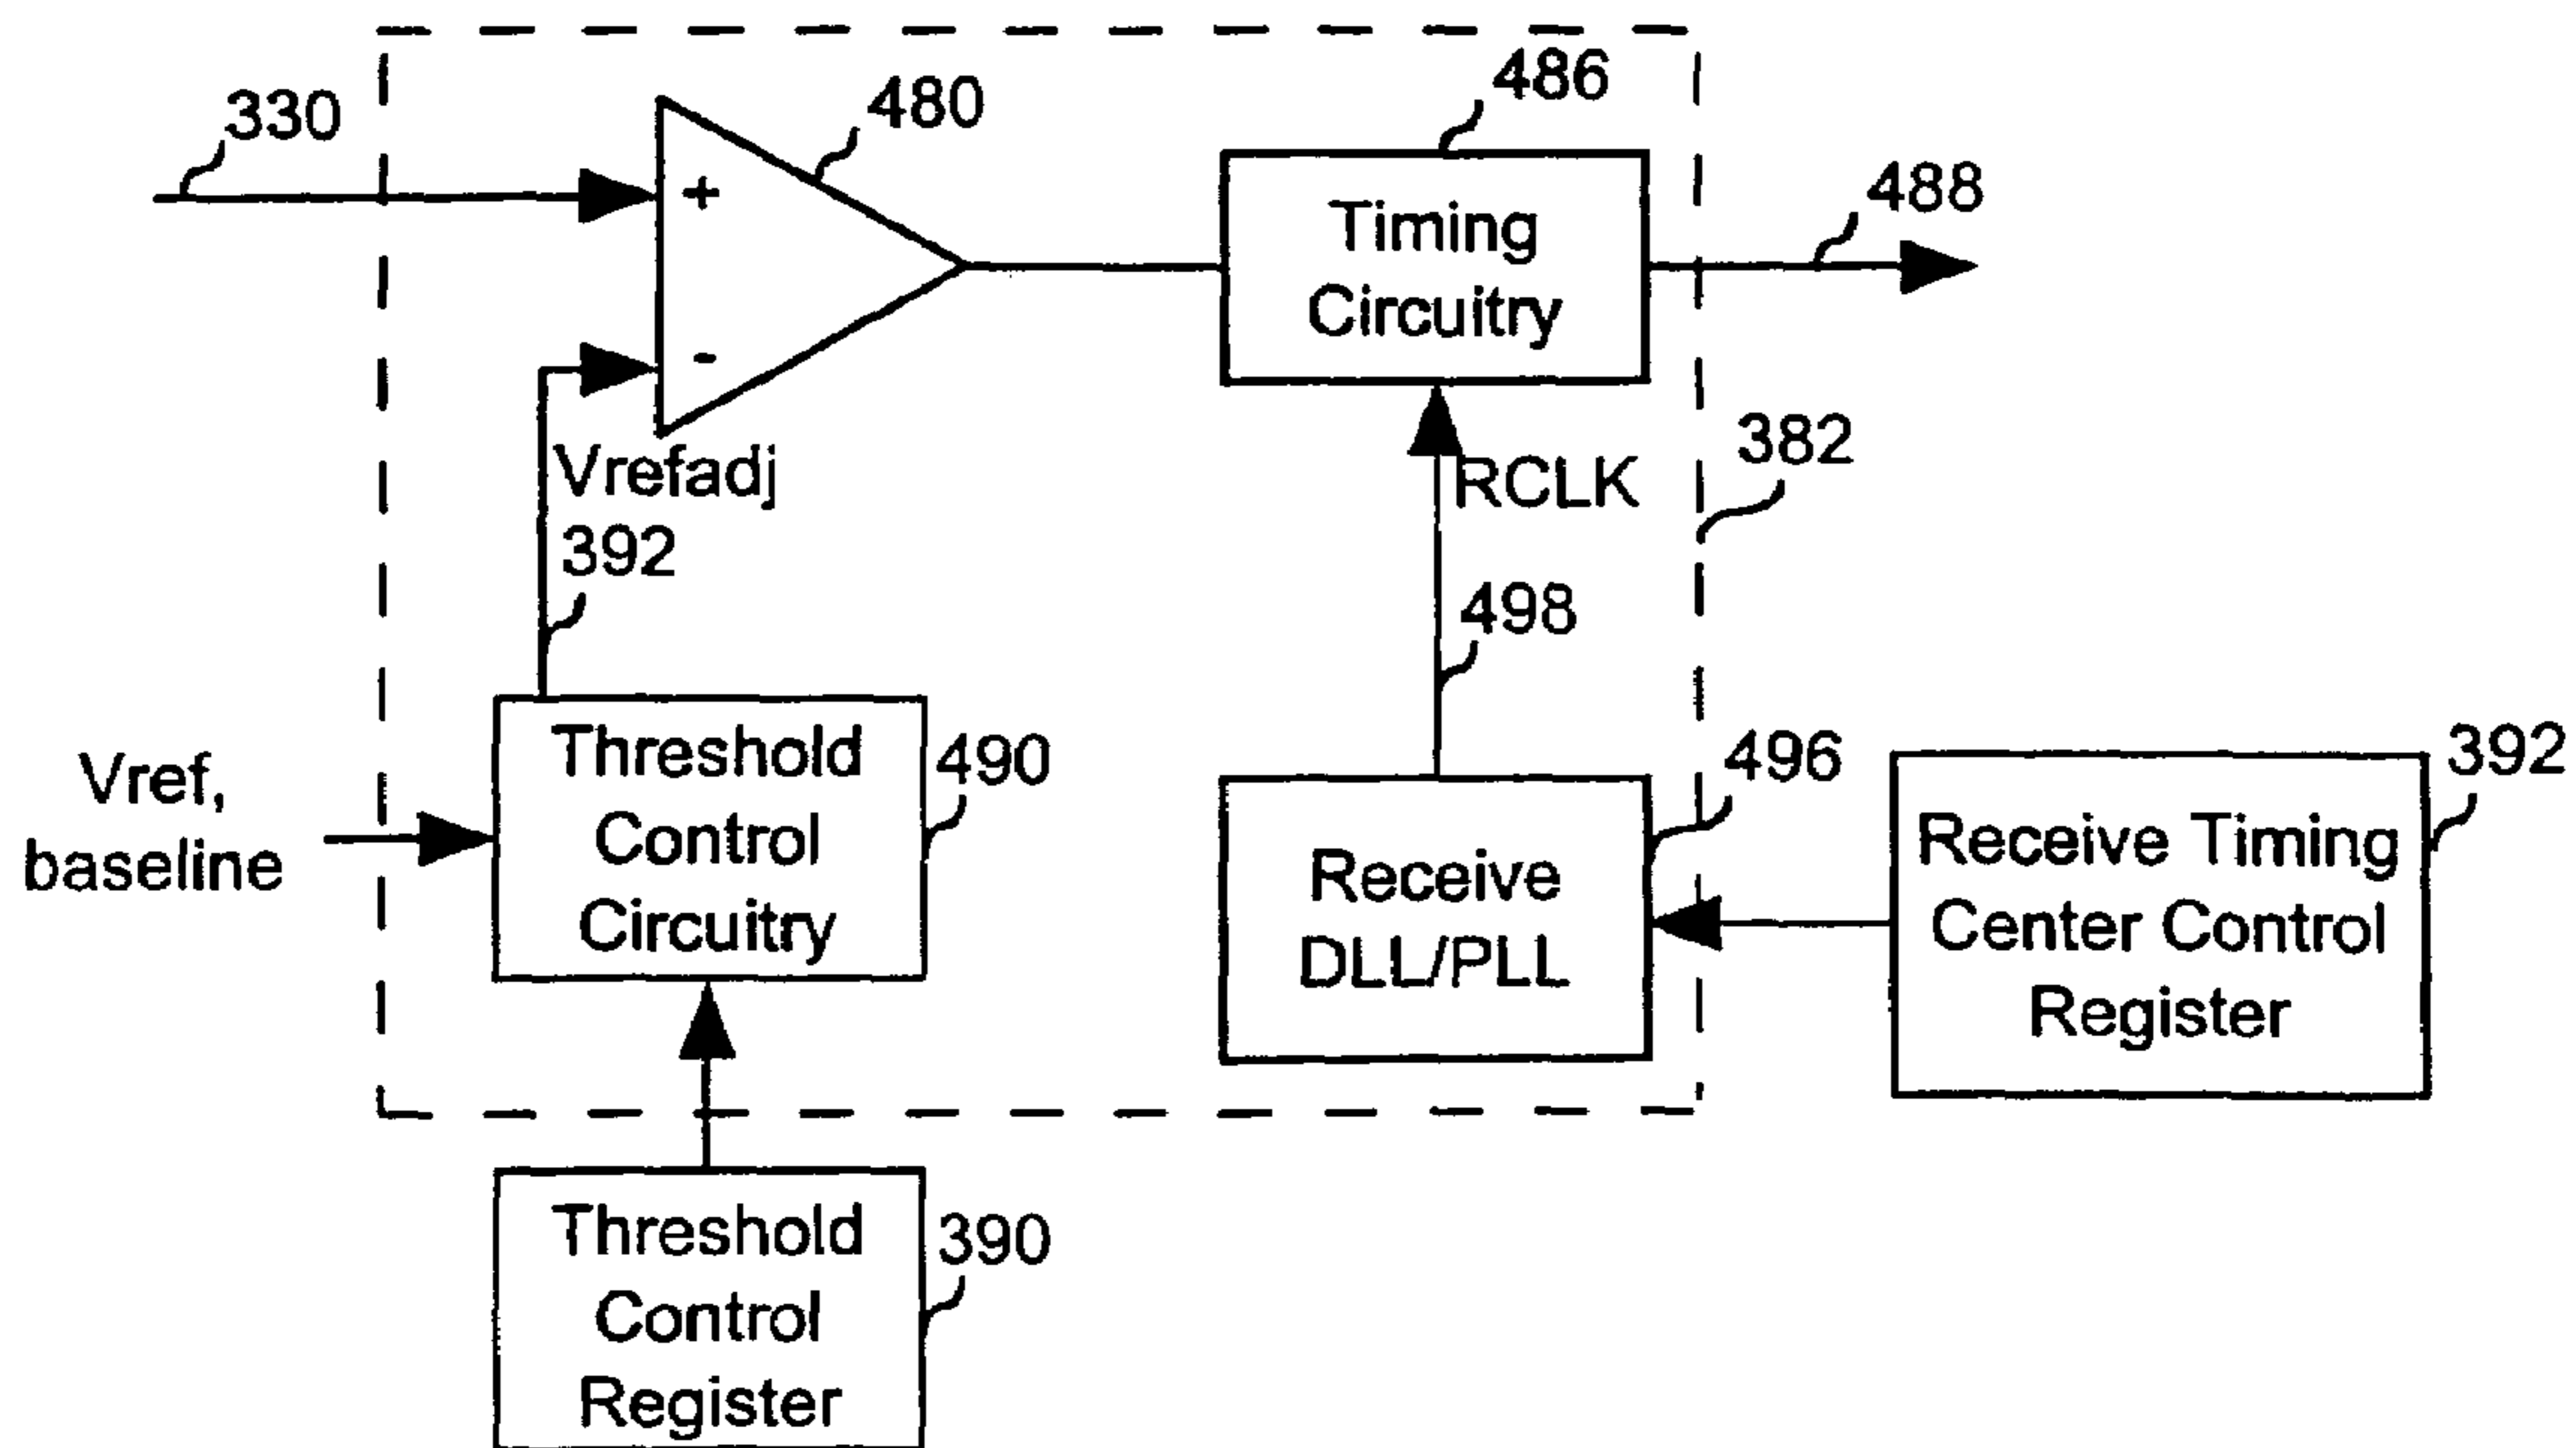 330
480
486
488
+
-
Timing
Circuitry
Vrefadj
392
RCLK
382
498
Vref,
baseline
Threshold
Control
Circuitry
490
Receive
DLL/PLL
496
Receive Timing
Center Control
Register
392
Threshold
Control
Register
390